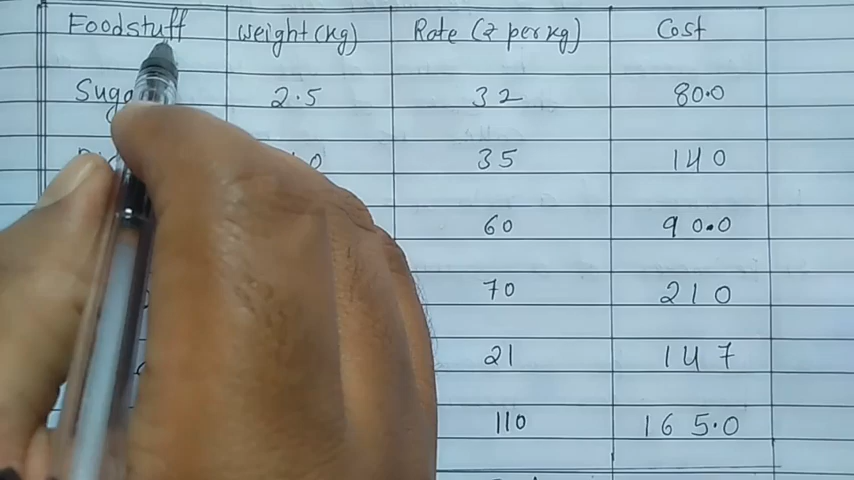 Foodstuff weight (kg) Rate (₹ per kg) Cost
2.5 32 80.0
35 140
60 90.0
70 210
21 147
110 165.0